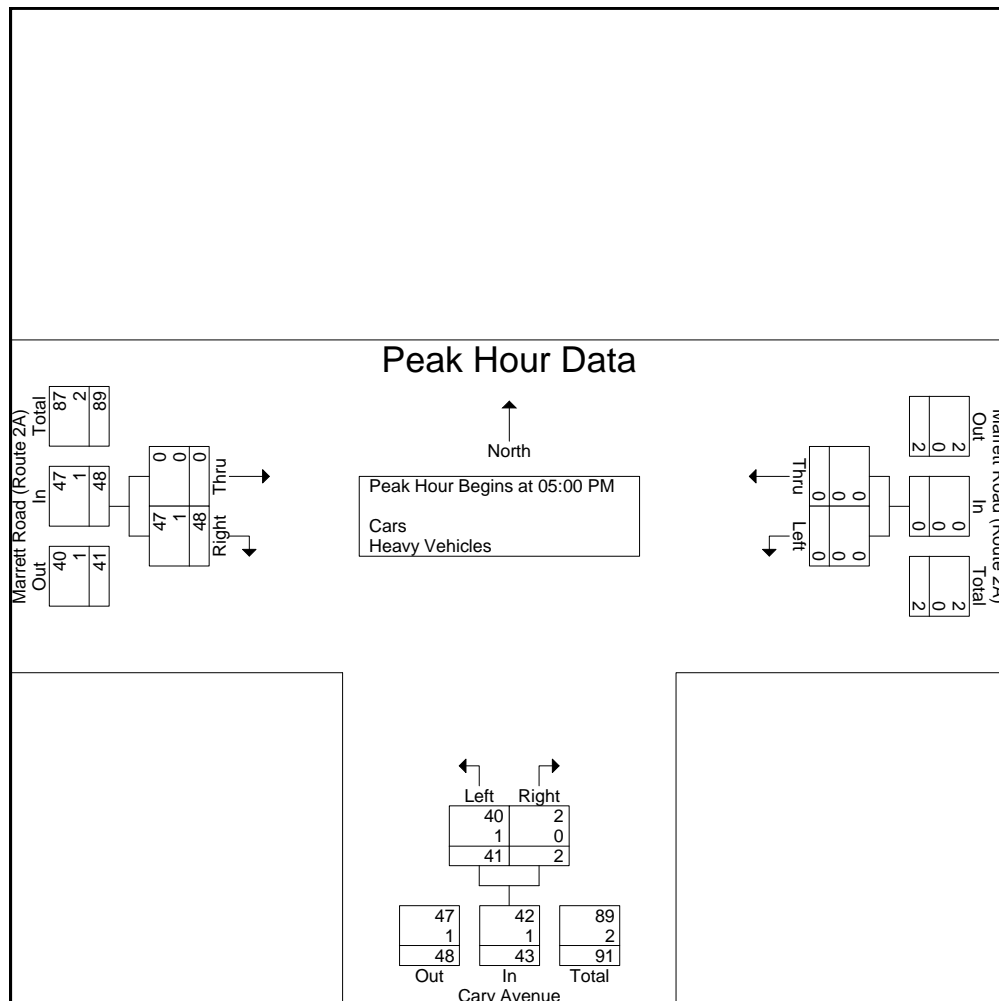 Peak Hour Data
North
Peak Hour Begins at 05:00 PM
Cars
Heavy Vehicles
Marrett Road (Route 2A)
Total
87
2
89
In
47
1
48
Out
40
1
41
Thru
0
0
0
Right
47
1
48
Marrett Road (Route 2A)
Out
2
0
2
In
0
0
0
Total
2
0
2
Thru
0
0
0
Left
0
0
0
Left Right
40 2
1 0
41 2
47 42 89
1 1 2
48 43 91
Out In Total
Cary Avenue